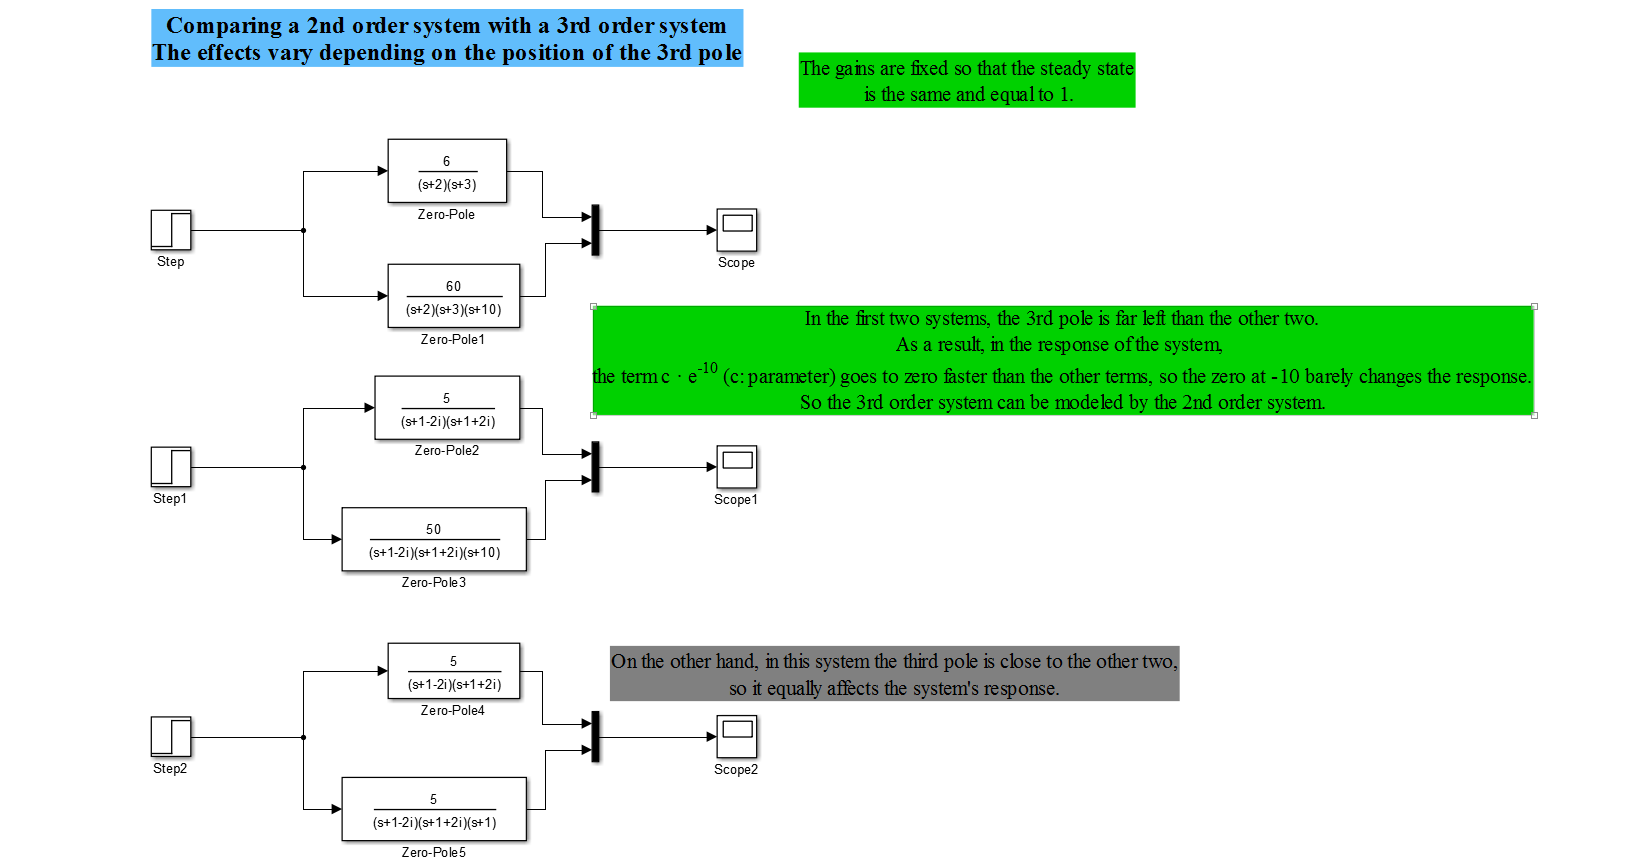 Comparing a 2nd order system with a 3rd order system
The effects vary depending on the position of the 3rd pole
The gains are fixed so that the steady state
is the same and equal to 1.
6
(s+2)(s+3)
Zero-Pole
Step
Scope
60
(s+2)(s+3)(s+10)
Zero-Pole1
In the first two systems, the 3rd pole is far left than the other two.
As a result, in the response of the system,
the term c · e^-10 (c: parameter) goes to zero faster than the other terms, so the zero at -10 barely changes the response.
So the 3rd order system can be modeled by the 2nd order system.
5
(s+1-2i)(s+1+2i)
Zero-Pole2
Step1
Scope1
50
(s+1-2i)(s+1+2i)(s+10)
Zero-Pole3
On the other hand, in this system the third pole is close to the other two,
so it equally affects the system's response.
5
(s+1-2i)(s+1+2i)
Zero-Pole4
Step2
Scope2
5
(s+1-2i)(s+1+2i)(s+1)
Zero-Pole5